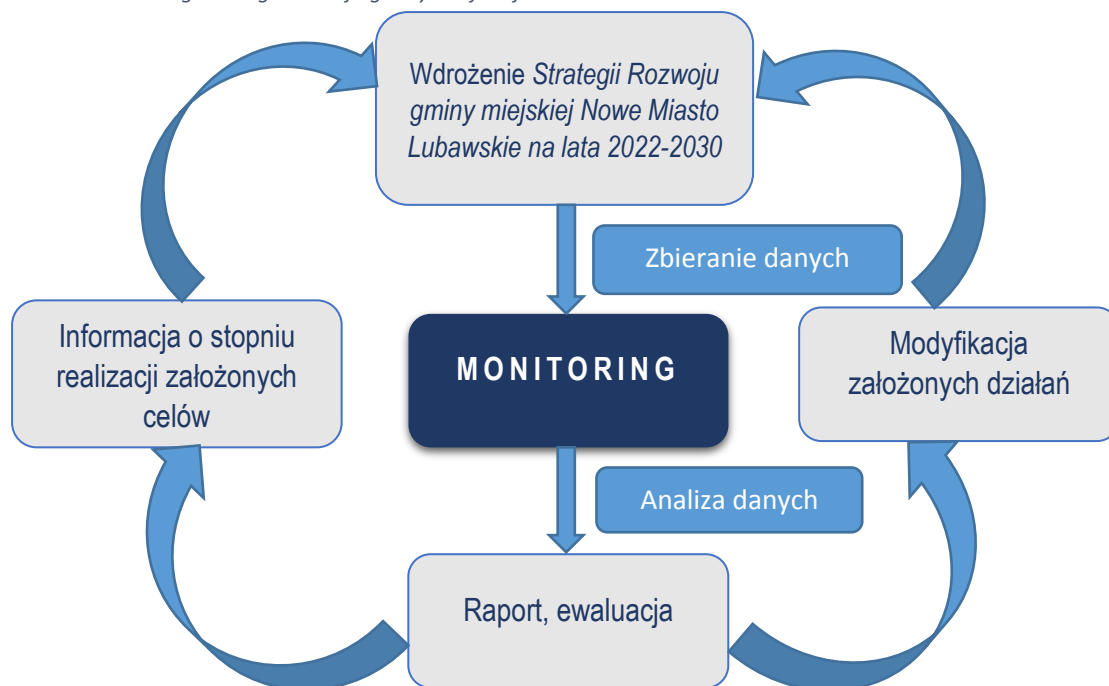 Wdrożenie Strategii Rozwoju
gminy miejskiej Nowe Miasto
Lubawskie na lata 2022-2030
Zbieranie danych
Informacja o stopniu
realizacji założonych
celów
MONITORING
Modyfikacja
założonych działań
Analiza danych
Raport, ewaluacja